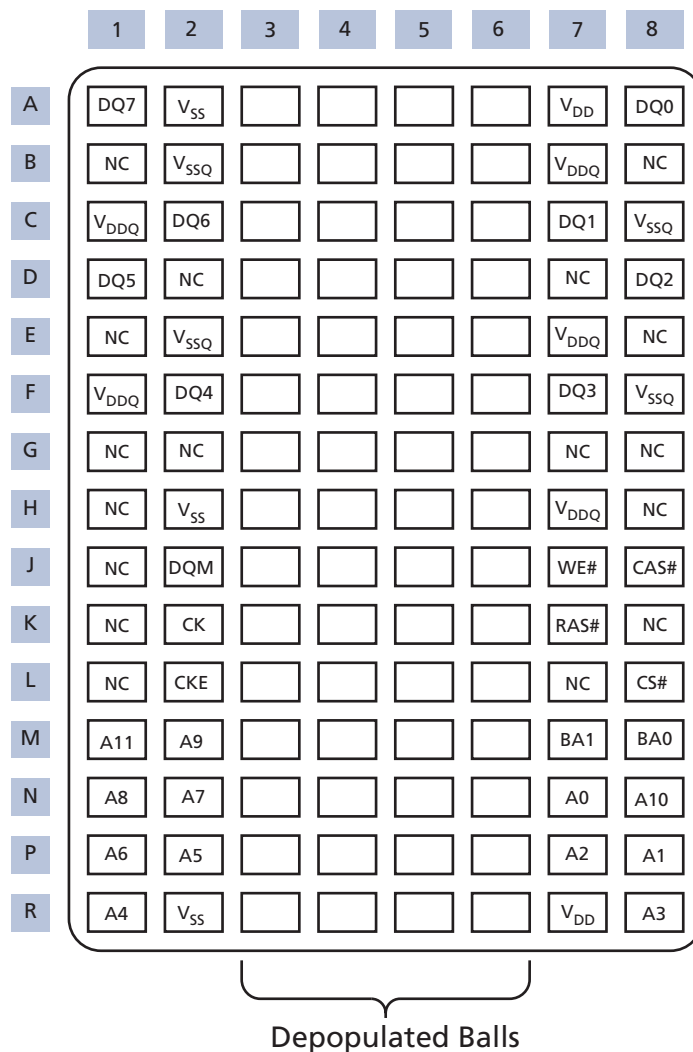 1 2 3 4 5 6 7 8
A DQ7 VSS VDD DQ0
B NC VSSQ VDDQ NC
C VDDQ DQ6 DQ1 VSSQ
D DQ5 NC NC DQ2
E NC VSSQ VDDQ NC
F VDDQ DQ4 DQ3 VSSQ
G NC NC NC NC
H NC VSS VDDQ NC
J NC DQM WE# CAS#
K NC CK RAS# NC
L NC CKE NC CS#
M A11 A9 BA1 BA0
N A8 A7 A0 A10
P A6 A5 A2 A1
R A4 VSS VDD A3
Depopulated Balls